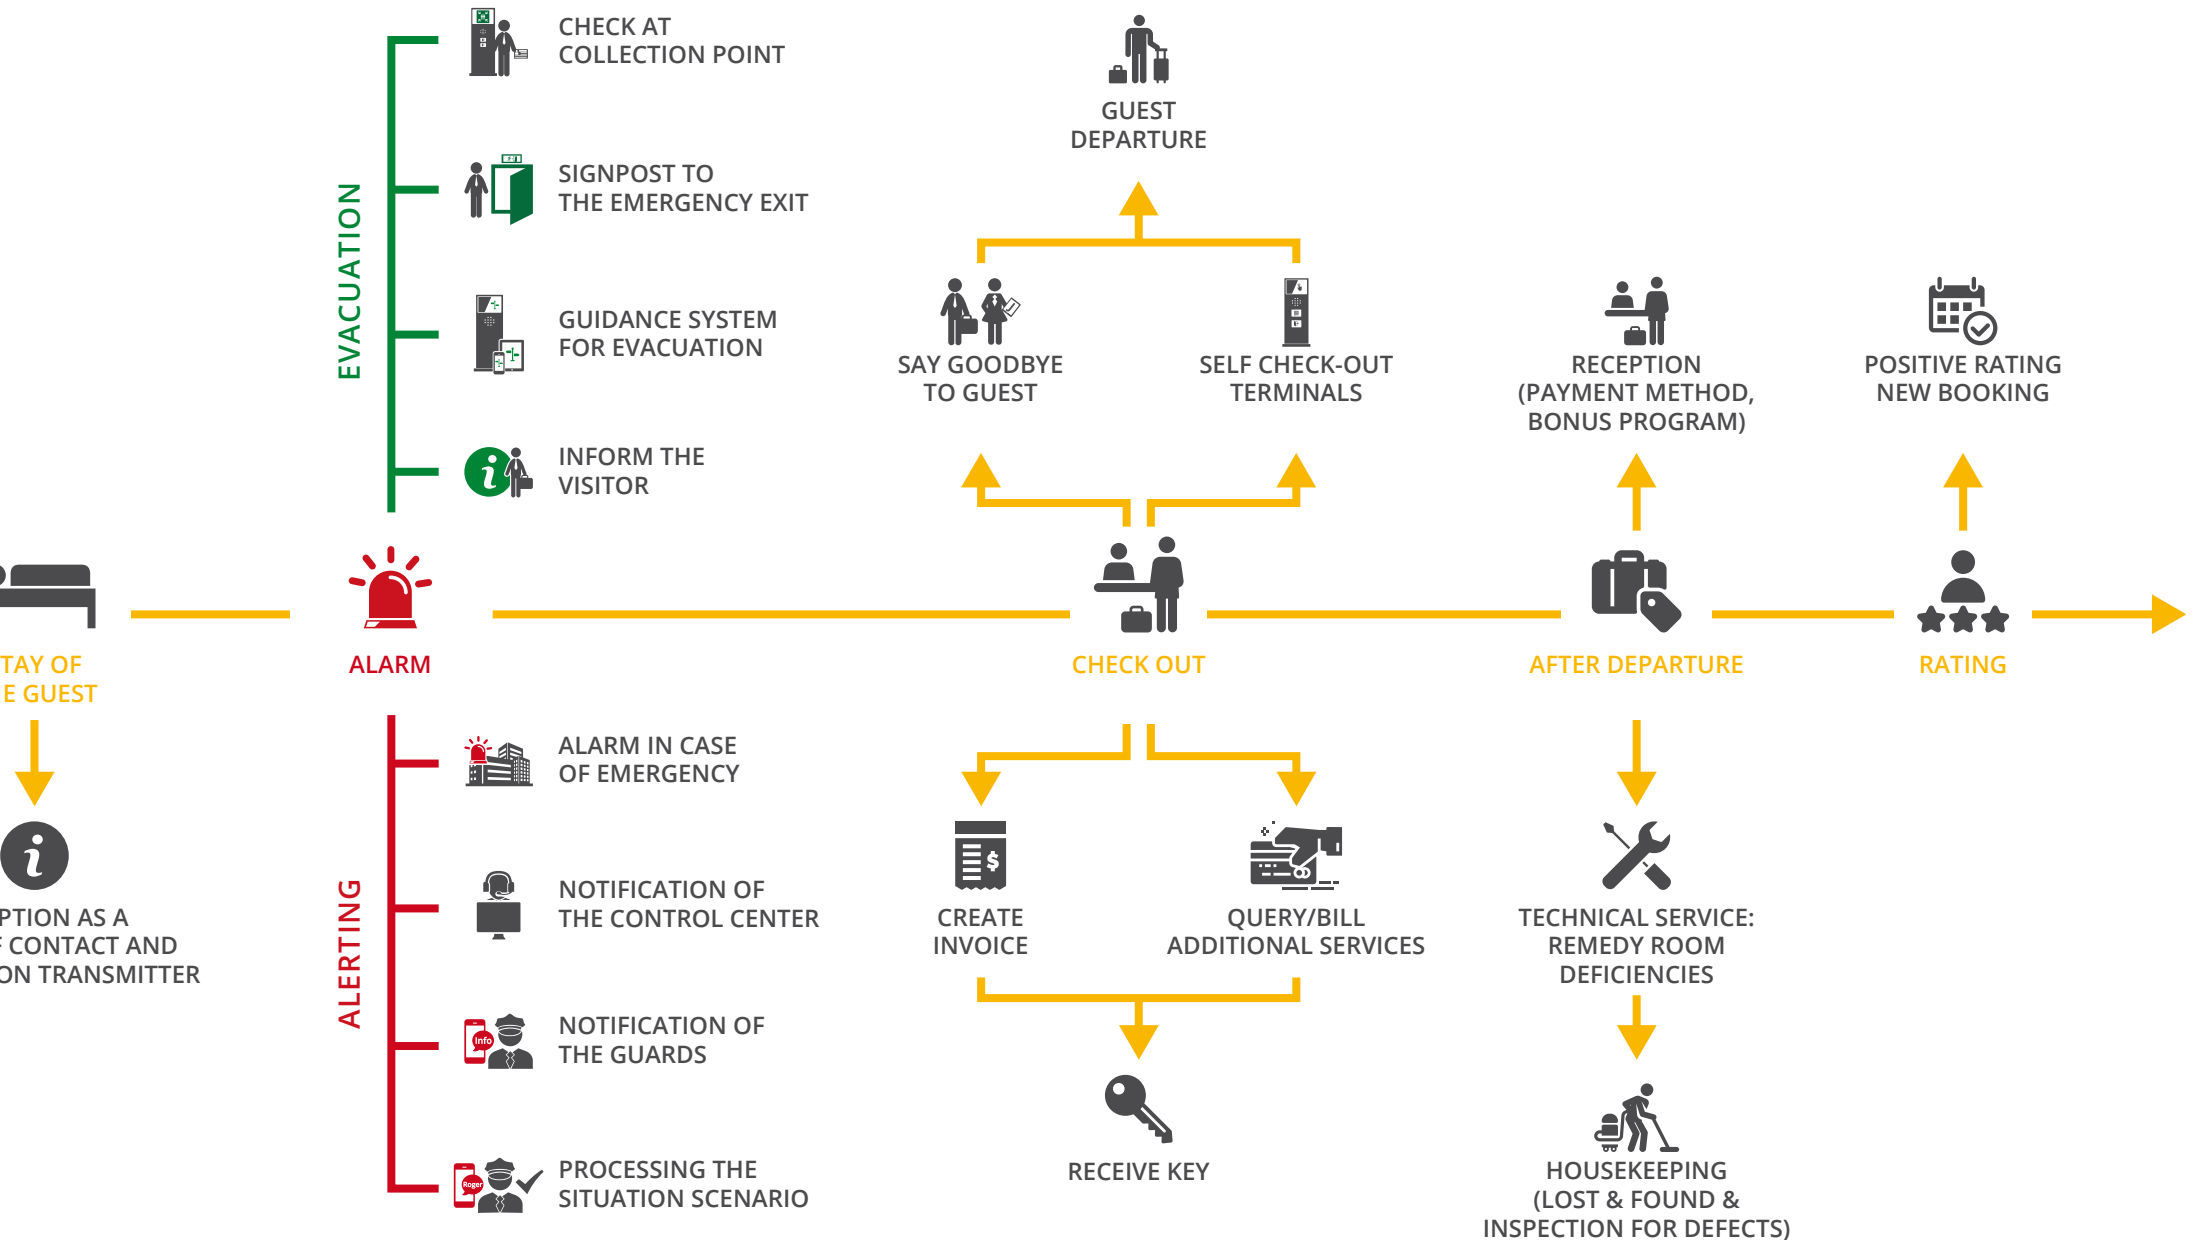 CHECK AT
COLLECTION POINT
SIGNPOST TO
THE EMERGENCY EXIT
GUIDANCE SYSTEM
FOR EVACUATION
INFORM THE
VISITOR
EVACUATION
GUEST
DEPARTURE
SAY GOODBYE
TO GUEST
SELF CHECK-OUT
TERMINALS
RECEPTION
(PAYMENT METHOD,
BONUS PROGRAM)
POSITIVE RATING
NEW BOOKING
TAY OF
E GUEST
ALARM
CHECK OUT
AFTER DEPARTURE
RATING
i
i
PTION AS A
F CONTACT AND
ON TRANSMITTER
ALERTING
ALARM IN CASE
OF EMERGENCY
NOTIFICATION OF
THE CONTROL CENTER
Info
NOTIFICATION OF
THE GUARDS
Roger
PROCESSING THE
SITUATION SCENARIO
$
CREATE
INVOICE
QUERY/BILL
ADDITIONAL SERVICES
RECEIVE KEY
TECHNICAL SERVICE:
REMEDY ROOM
DEFICIENCIES
HOUSEKEEPING
(LOST & FOUND &
INSPECTION FOR DEFECTS)